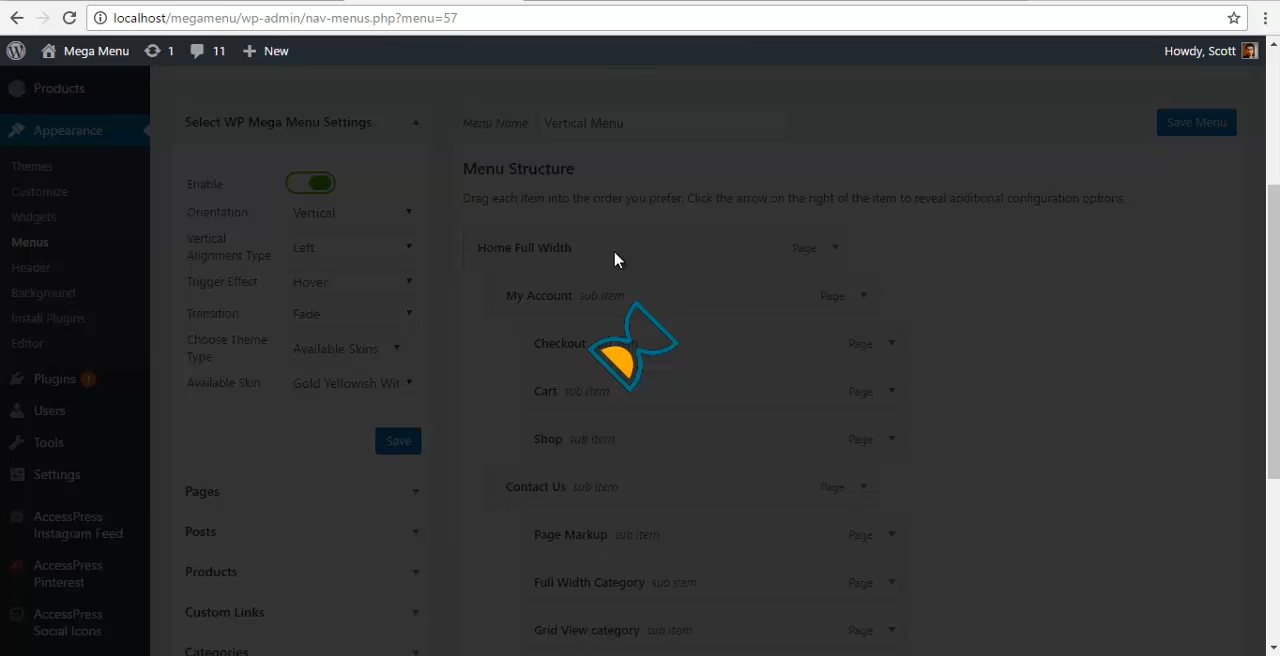 localhost/megamenu/wp-admin/nav-menus.php?menu=57
Mega Menu 1 11 New Howdy, Scott
Products
Appearance
Themes
Customize
Widgets
Menus
Header
Background
Install Plugins
Editor
Plugins 1
Users
Tools
Settings
AccessPress
Instagram Feed
AccessPress
Pinterest
AccessPress
Social Icons
Select WP Mega Menu Settings
Enable
Orientation Vertical
Vertical
Alignment Type Left
Trigger Effect Hover
Transition Fade
Choose Theme
Type Available Skins
Available Skin Gold Yellowish Wit
Save
Pages
Posts
Products
Custom Links
Categories
Menu Name Vertical Menu
Save Menu
Menu Structure
Drag each item into the order you prefer. Click the arrow on the right of the item to reveal additional configuration options.
Home Full Width Page
My Account sub item Page
Checkout Page
Cart sub item Page
Shop sub item Page
Contact Us sub item Page
Page Markup sub item Page
Full Width Category sub item Page
Grid View category sub item Page